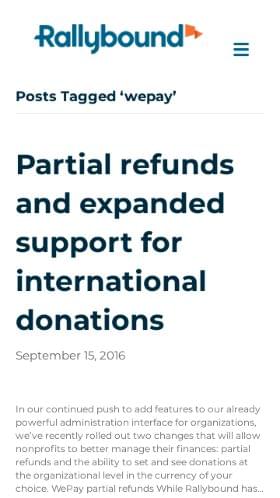 Rallybound
Posts Tagged ‘wepay’
Partial refunds
and expanded
support for
international
donations
September 15, 2016
In our continued push to add features to our already
powerful administration interface for organizations,
we’ve recently rolled out two changes that will allow
nonprofits to better manage their finances: partial
refunds and the ability to set and see donations at
the organizational level in the currency of your
choice. WePay partial refunds While Rallybound has...